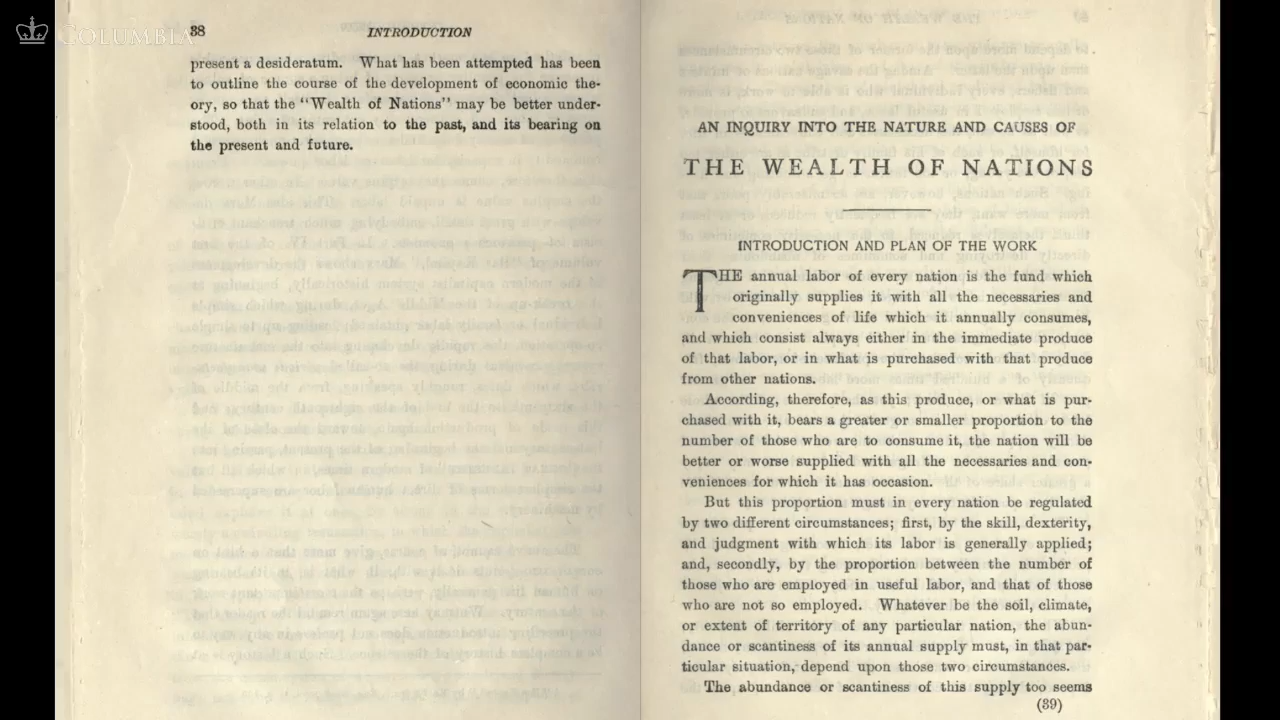 COLUMBIA
38
INTRODUCTION
present a desideratum. What has been attempted has been
to outline the course of the development of economic the-
ory, so that the "Wealth of Nations" may be better under-
stood, both in its relation to the past, and its bearing on
the present and future.
AN INQUIRY INTO THE NATURE AND CAUSES OF
THE WEALTH OF NATIONS
INTRODUCTION AND PLAN OF THE WORK
THE annual labor of every nation is the fund which
originally supplies it with all the necessaries and
conveniences of life which it annually consumes,
and which consist always either in the immediate produce
of that labor, or in what is purchased with that produce
from other nations.
According, therefore, as this produce, or what is pur-
chased with it, bears a greater or smaller proportion to the
number of those who are to consume it, the nation will be
better or worse supplied with all the necessaries and con-
veniences for which it has occasion.
But this proportion must in every nation be regulated
by two different circumstances; first, by the skill, dexterity,
and judgment with which its labor is generally applied;
and, secondly, by the proportion between the number of
those who are employed in useful labor, and that of those
who are not so employed. Whatever be the soil, climate,
or extent of territory of any particular nation, the abun-
dance or scantiness of its annual supply must, in that par-
ticular situation, depend upon those two circumstances.
The abundance or scantiness of this supply too seems
(39)